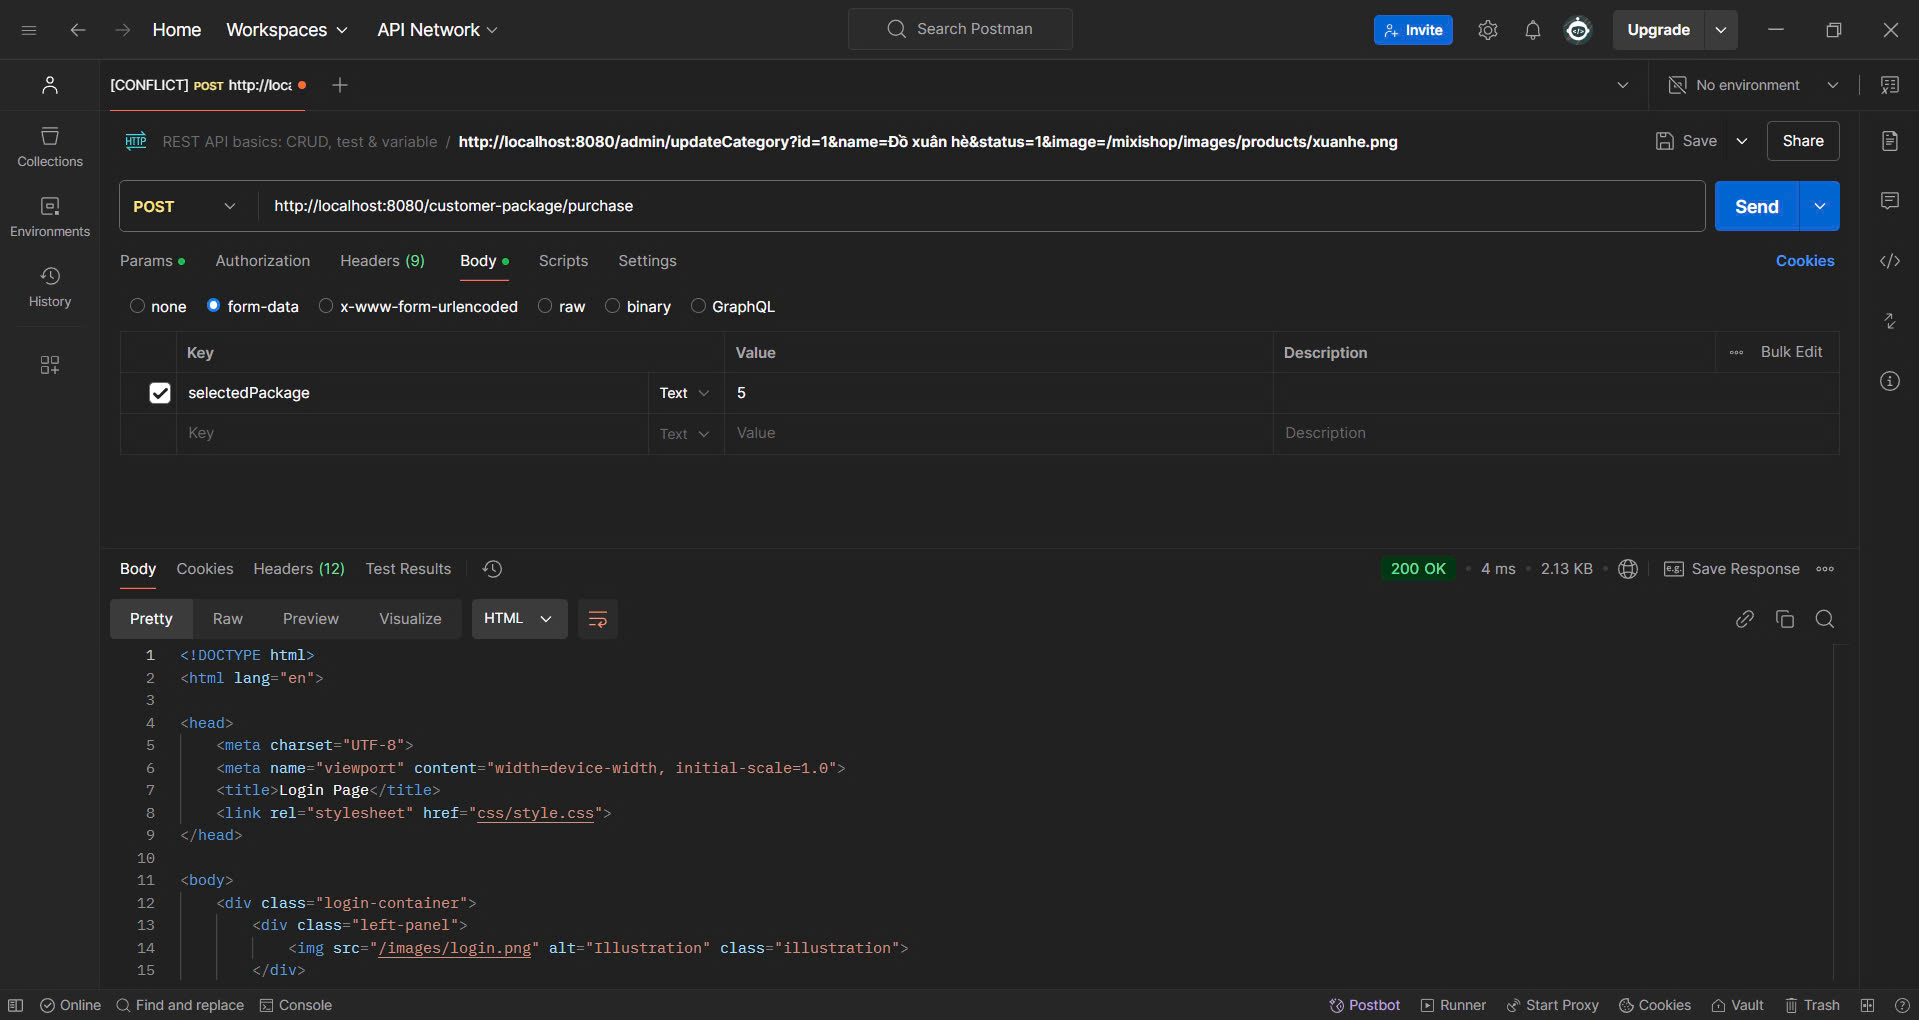 Home Workspaces API Network Search Postman Invite Upgrade
[CONFLICT] POST http://loca No environment
HTTP REST API basics: CRUD, test & variable / http://localhost:8080/admin/updateCategory?id=1&name=Đồ xuân hè&status=1&image=/mixishop/images/products/xuanhe.png Save Share
Collections
POST http://localhost:8080/customer-package/purchase Send
Environments
Params Authorization Headers (9) Body Scripts Settings Cookies
History
none form-data x-www-form-urlencoded raw binary GraphQL
Key Value Description Bulk Edit
selectedPackage Text 5
Key Text Value Description
Body Cookies Headers (12) Test Results 200 OK 4 ms 2.13 KB e.g. Save Response
Pretty Raw Preview Visualize HTML
1 <!DOCTYPE html>
2 <html lang="en">
3
4 <head>
5 <meta charset="UTF-8">
6 <meta name="viewport" content="width=device-width, initial-scale=1.0">
7 <title>Login Page</title>
8 <link rel="stylesheet" href="css/style.css">
9 </head>
10
11 <body>
12 <div class="login-container">
13 <div class="left-panel">
14 <img src="/images/login.png" alt="Illustration" class="illustration">
15 </div>
Online Find and replace Console Postbot Runner Start Proxy Cookies Vault Trash